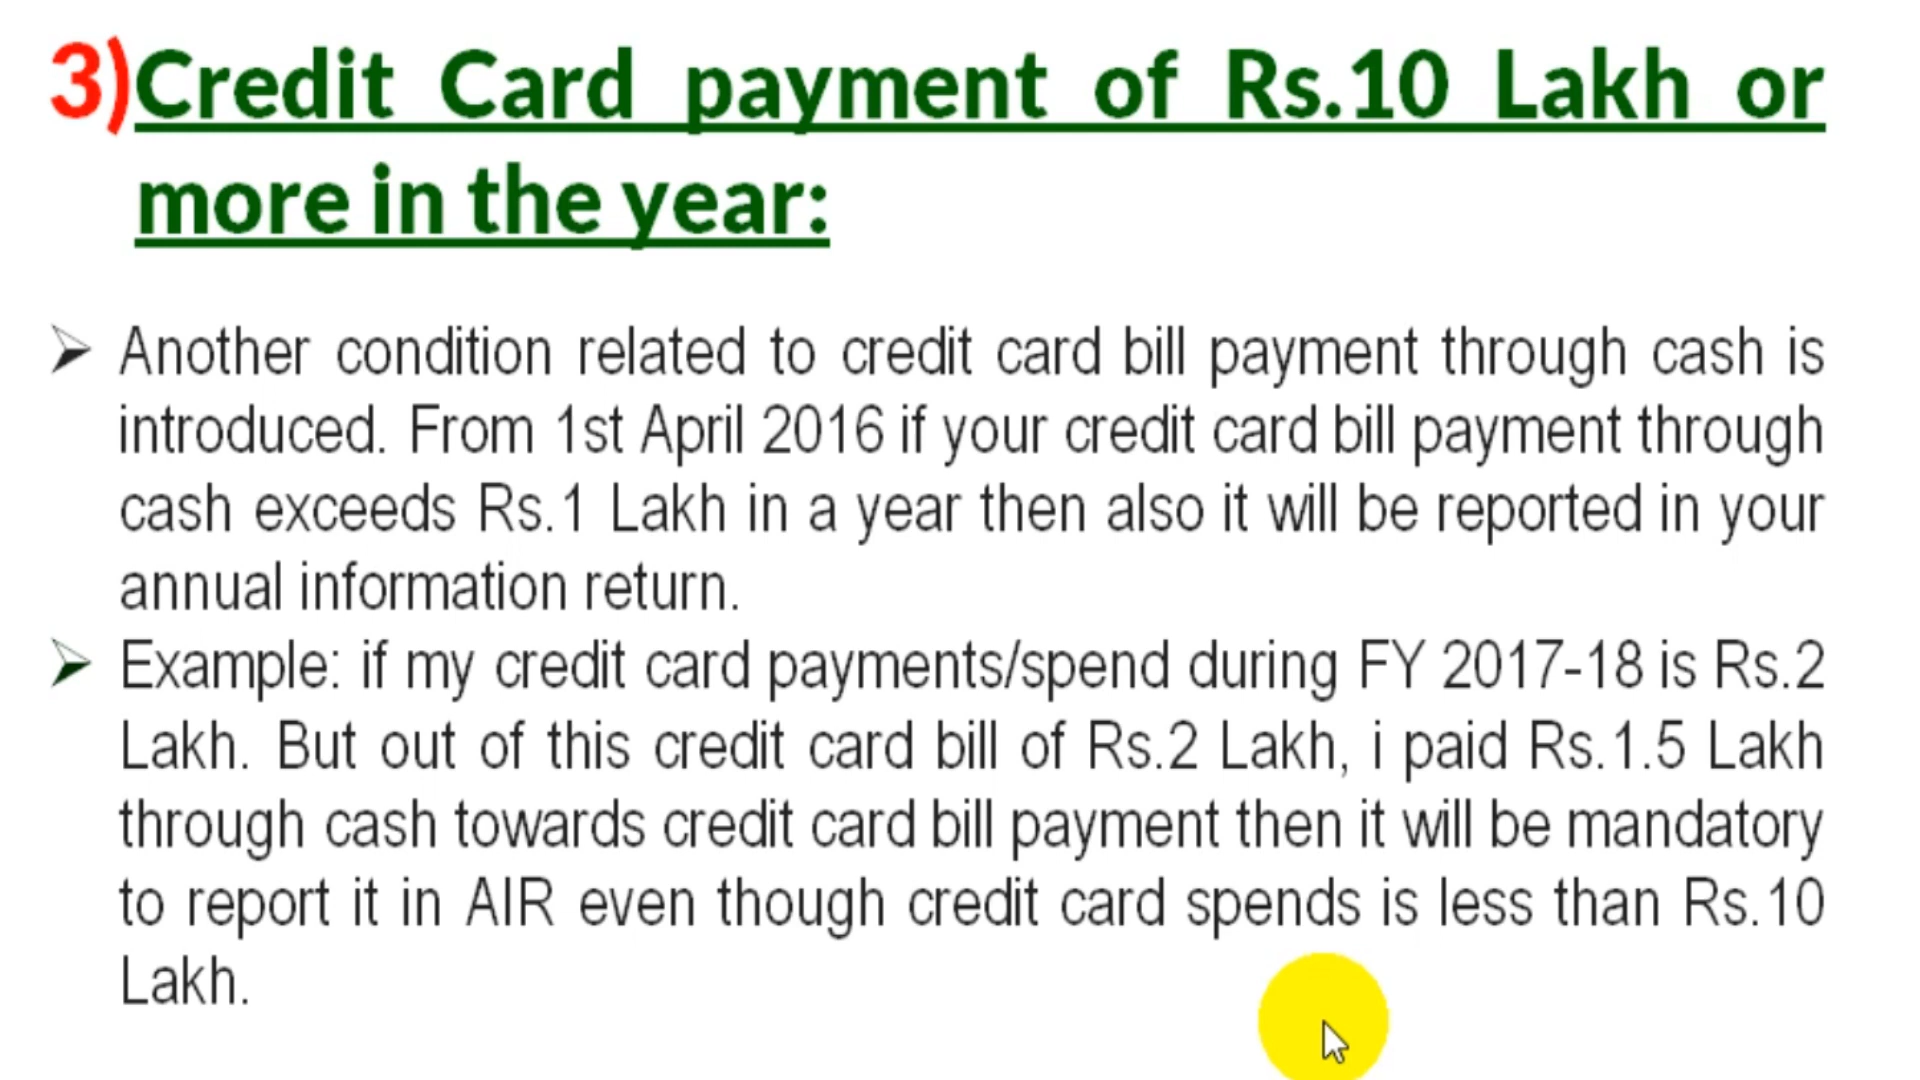 3)Credit Card payment of Rs.10 Lakh or
more in the year:
Another condition related to credit card bill payment through cash is
introduced. From 1st April 2016 if your credit card bill payment through
cash exceeds Rs.1 Lakh in a year then also it will be reported in your
annual information return.
Example: if my credit card payments/spend during FY 2017-18 is Rs.2
Lakh. But out of this credit card bill of Rs.2 Lakh, i paid Rs.1.5 Lakh
through cash towards credit card bill payment then it will be mandatory
to report it in AIR even though credit card spends is less than Rs.10
Lakh.